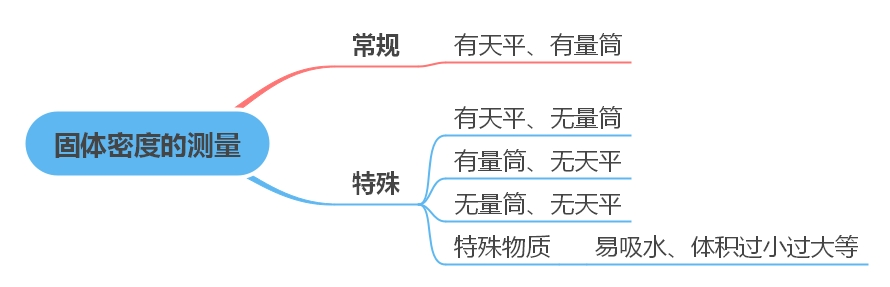 固体密度的测量
常规
有天平、有量筒
特殊
有天平、无量筒
有量筒、无天平
无量筒、无天平
特殊物质 易吸水、体积过小过大等